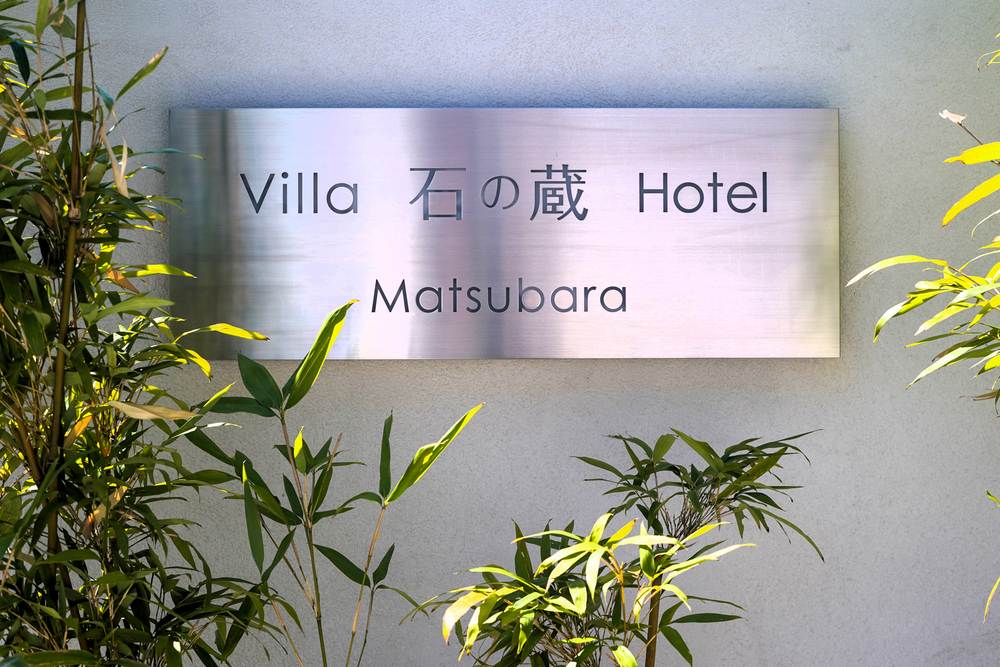 Villa 石の蔵 Hotel
Matsubara